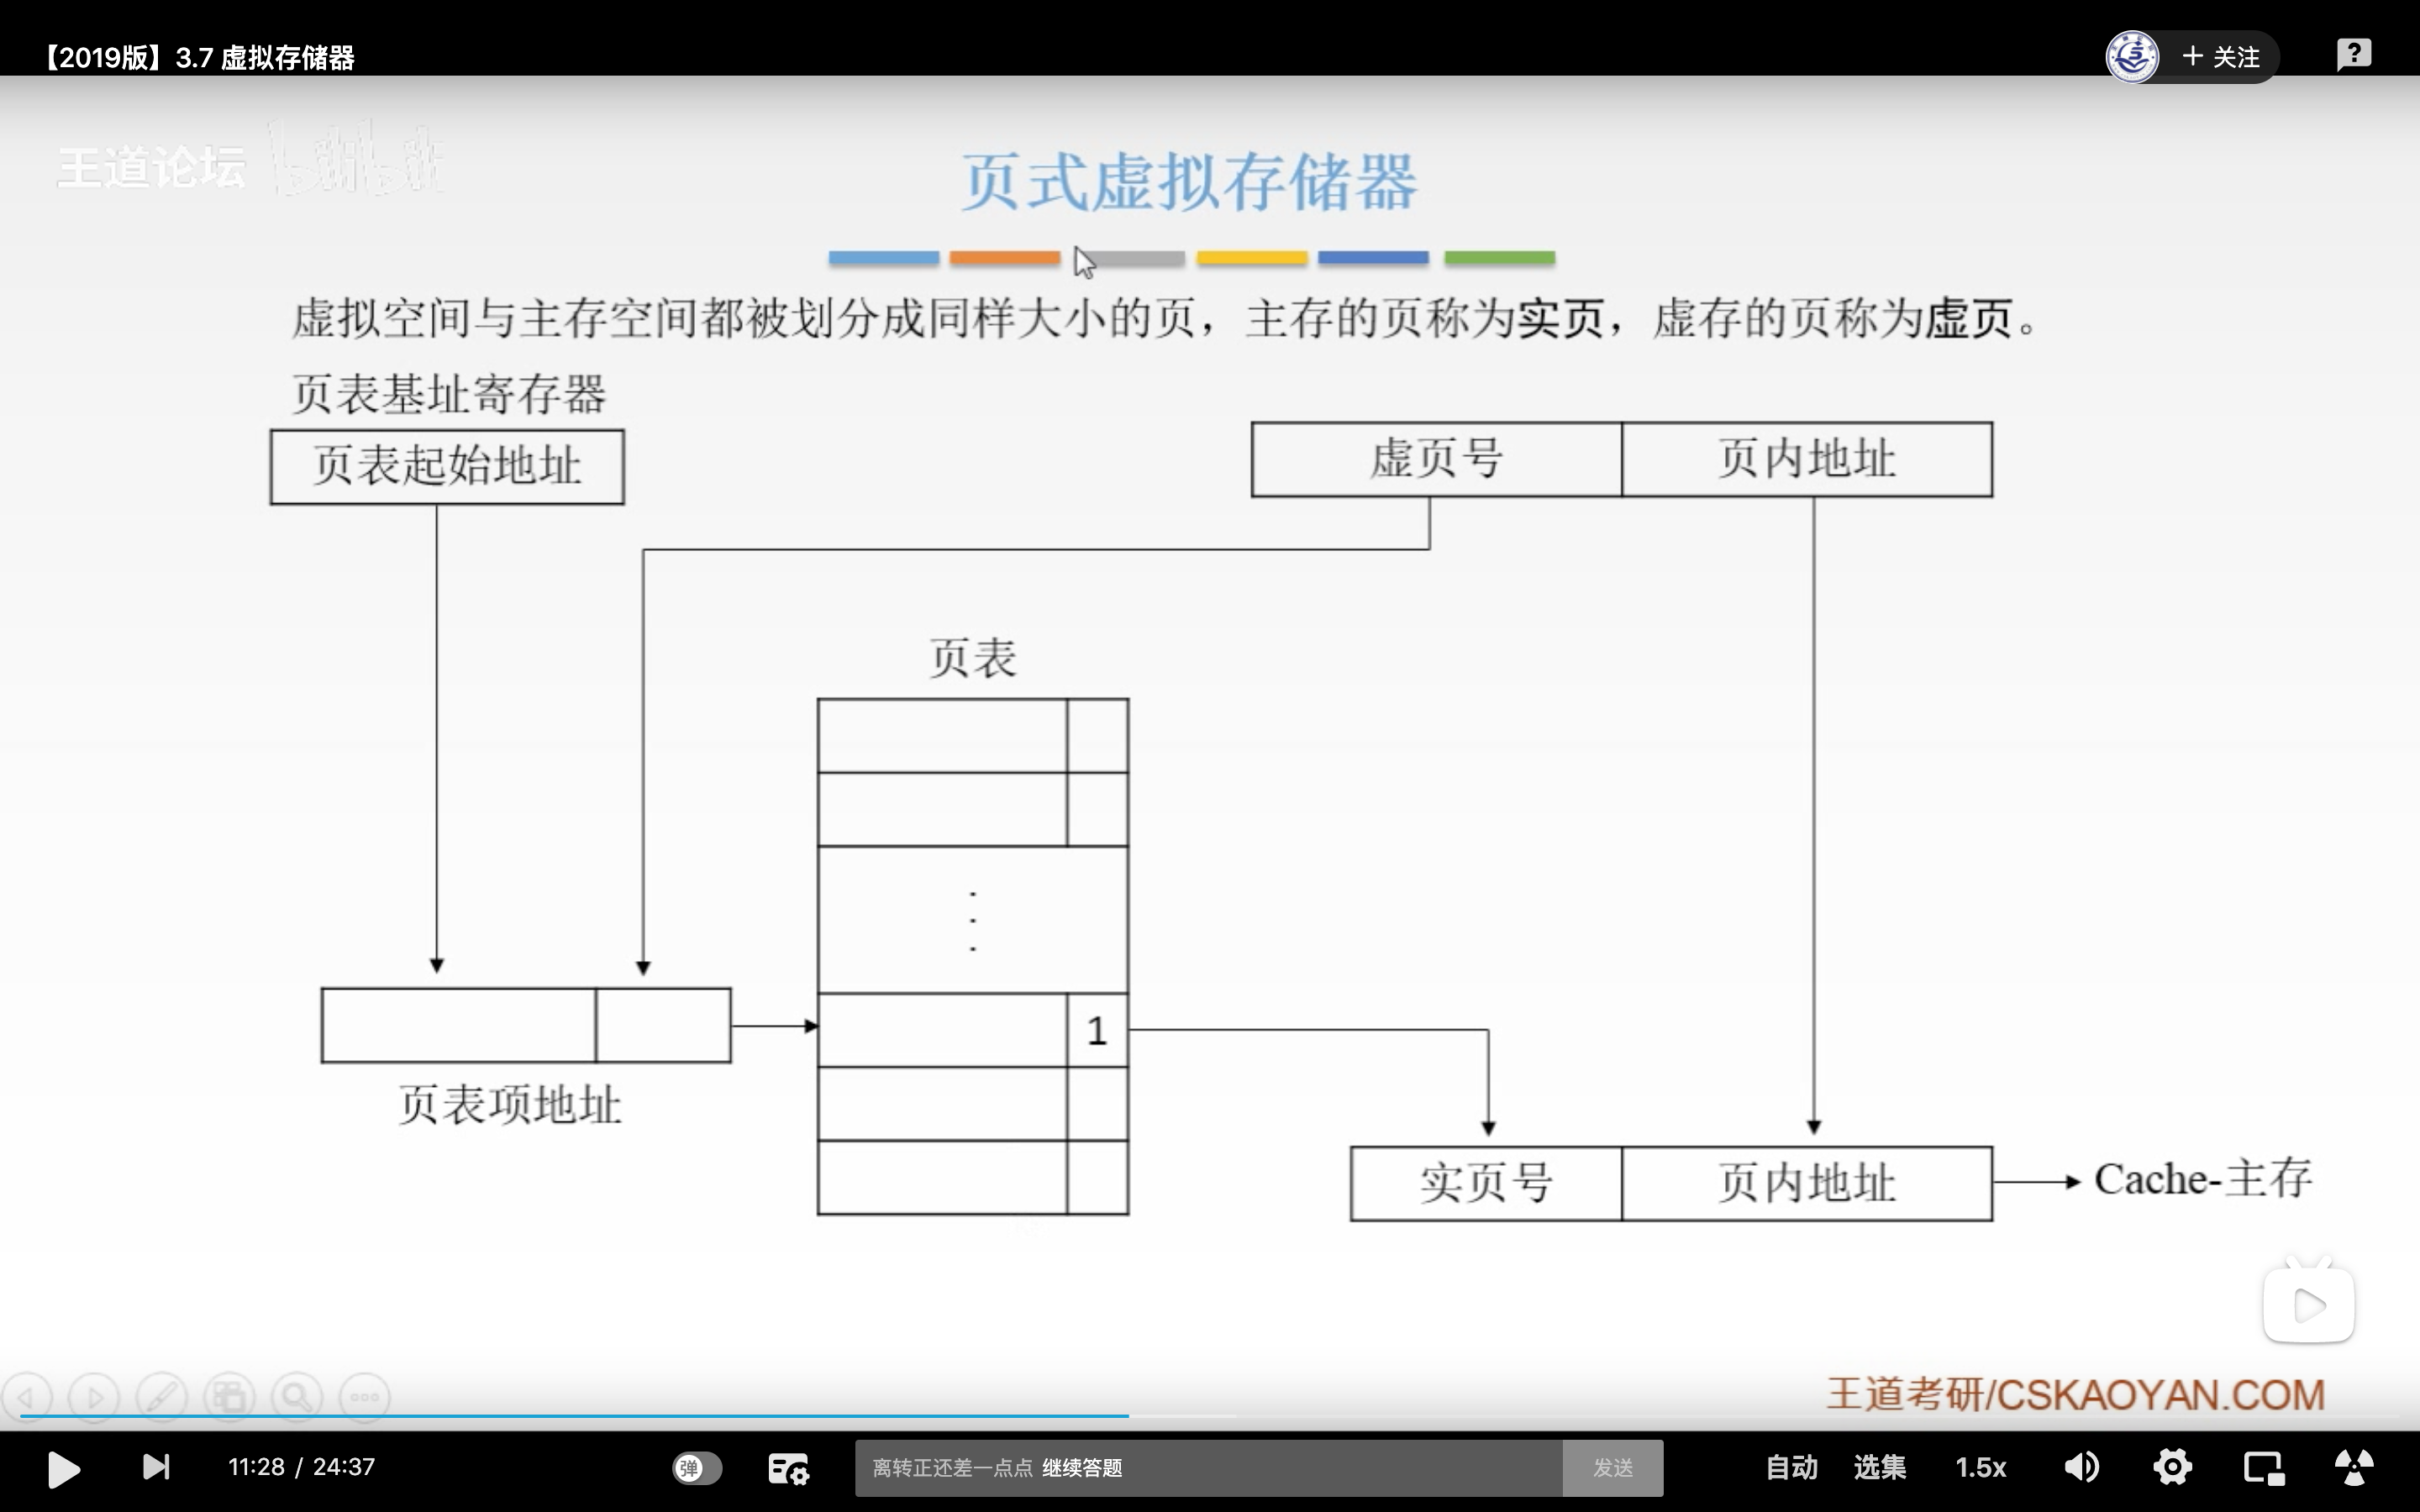 【2019版】3.7 虚拟存储器
+ 关注
王道论坛 bilibili
页式虚拟存储器
虚拟空间与主存空间都被划分成同样大小的页，主存的页称为实页，虚存的页称为虚页。
页表基址寄存器
页表起始地址
虚页号 页内地址
页表
⋮
1
页表项地址
实页号 页内地址
Cache-主存
王道考研/CSKAOYAN.COM
11:28 / 24:37
弹
离转正还差一点点 继续答题
发送
自动 选集 1.5x